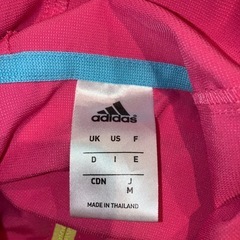 adidas
UK US F
D I E
CDN J
M
MADE IN THAILAND